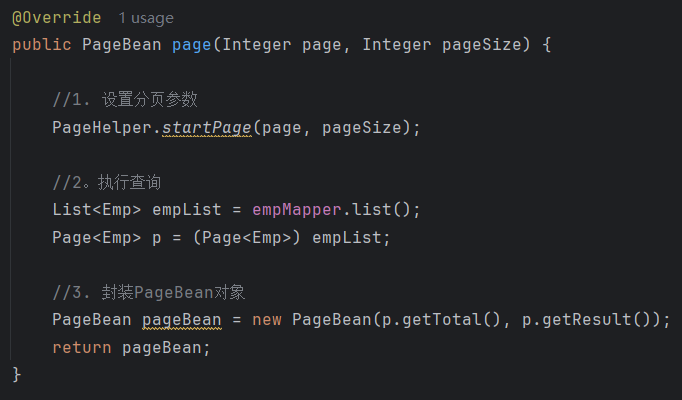 @Override 1 usage
public PageBean page(Integer page, Integer pageSize) {
//1. 设置分页参数
PageHelper.startPage(page, pageSize);
//2。执行查询
List<Emp> empList = empMapper.list();
Page<Emp> p = (Page<Emp>) empList;
//3. 封装PageBean对象
PageBean pageBean = new PageBean(p.getTotal(), p.getResult());
return pageBean;
}